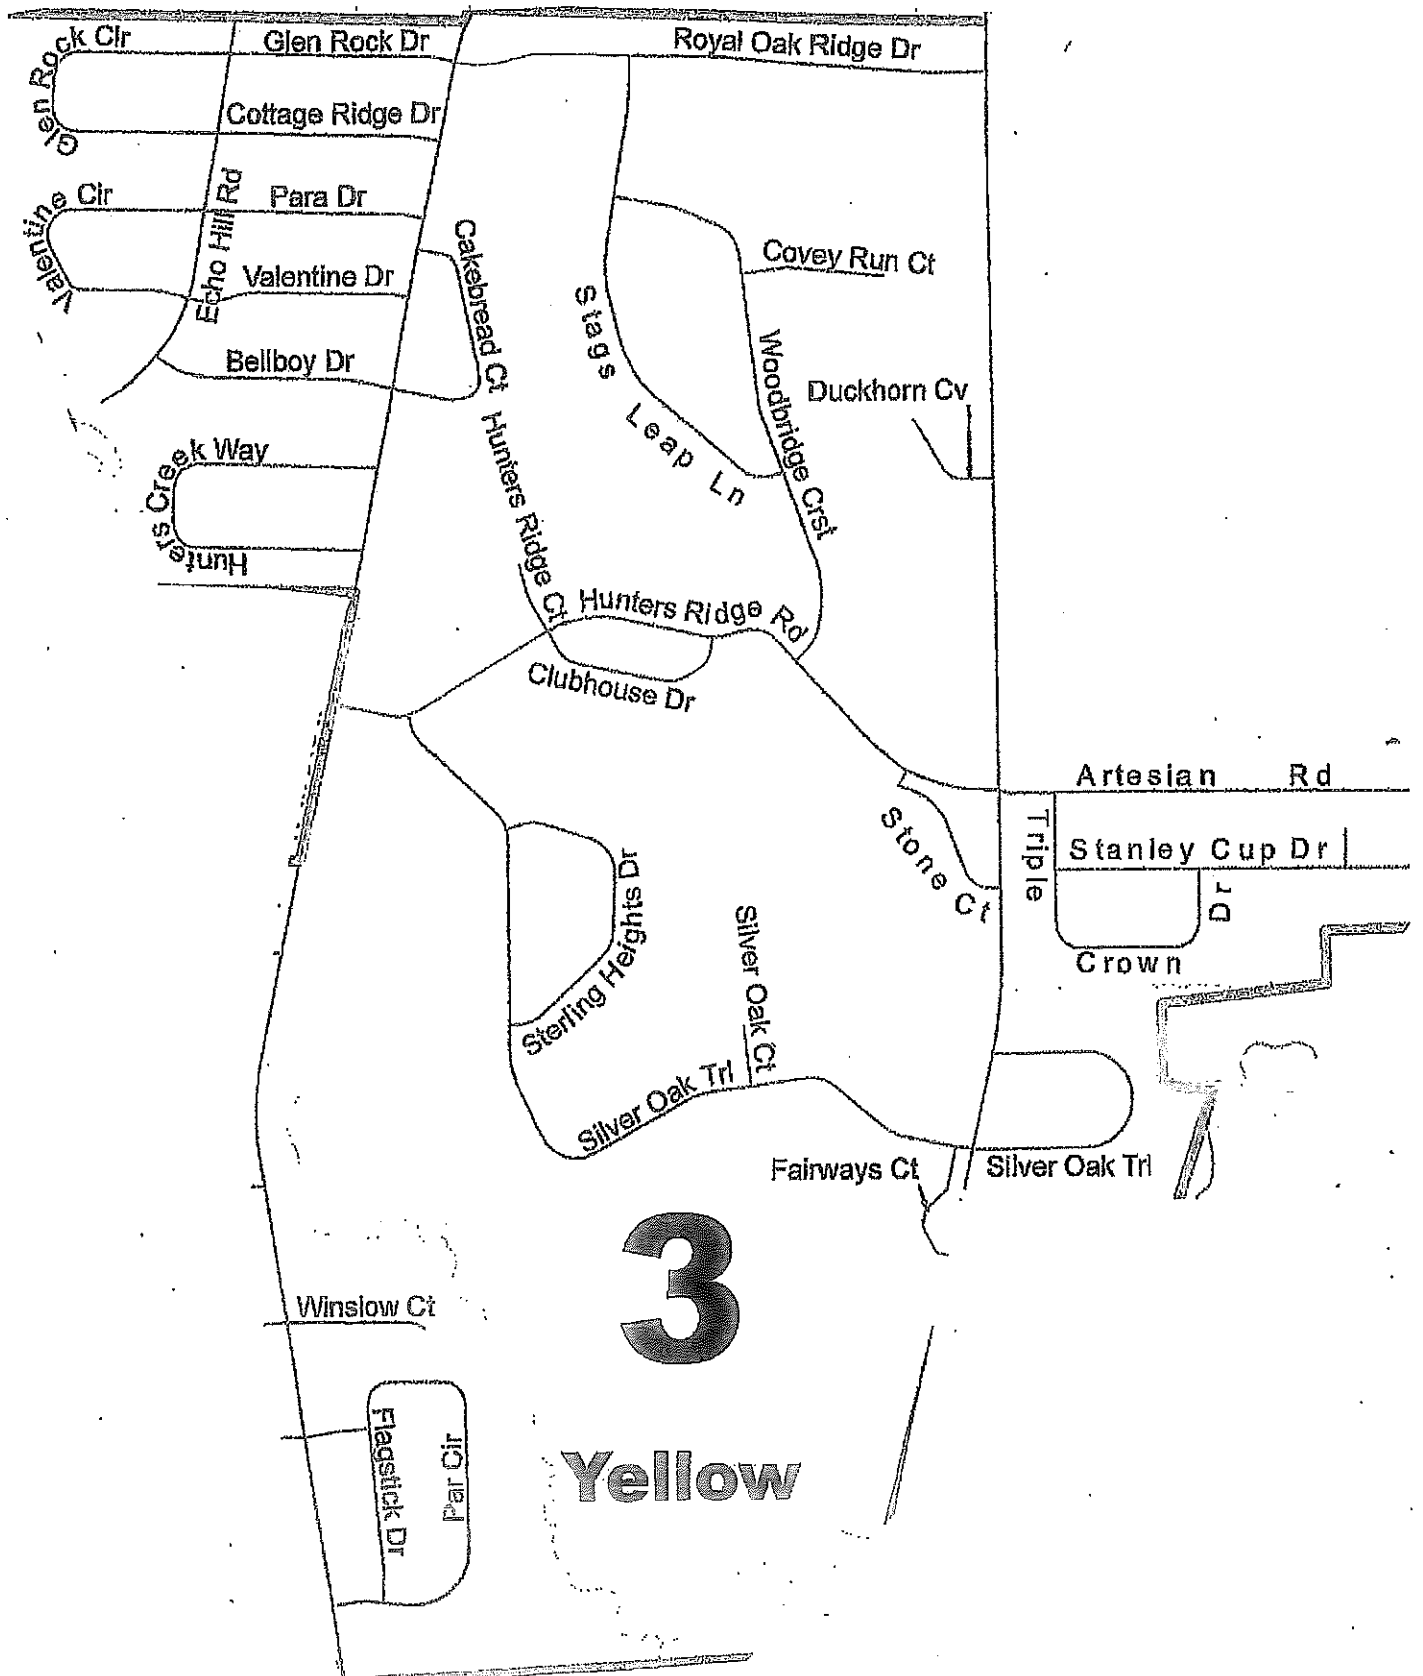 Glen Rock Cir
Glen Rock Dr
Royal Oak Ridge Dr
Cottage Ridge Dr
Valentine Cir
Echo Hill Rd
Para Dr
Cakebread Ct
Covey Run Ct
Valentine Dr
Stags Leap Ln
Bellboy Dr
Woodbridge Crst
Duckhorn Cv
Hunters Creek Way
Hunters Ridge Ct
Hunters Ridge Rd
Clubhouse Dr
Artesian Rd
Stone Ct
Triple Crown Dr
Stanley Cup Dr
Sterling Heights Dr
Silver Oak Ct
Silver Oak Trl
Fairways Ct
Silver Oak Trl
3
Winslow Ct
Flagstick Dr
Par Cir
Yellow